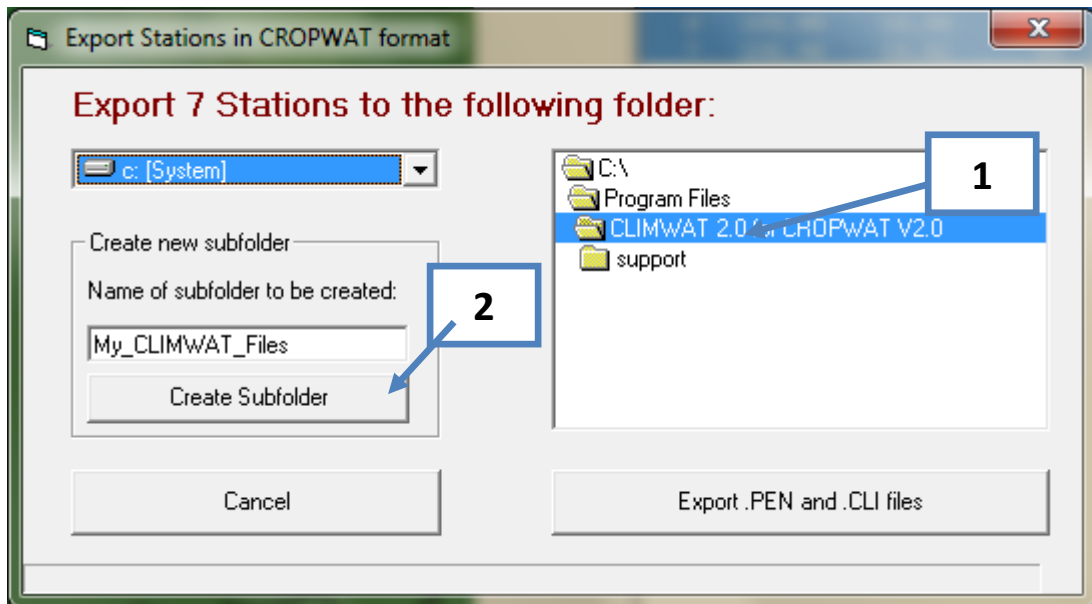 Export Stations in CROPWAT format
X
Export 7 Stations to the following folder:
c: [System]
Create new subfolder
Name of subfolder to be created:
My_CLIMWAT_Files
Create Subfolder
2
C:\
Program Files
CLIMWAT 2.0 for CROPWAT V2.0
support
1
Cancel
Export .PEN and .CLI files